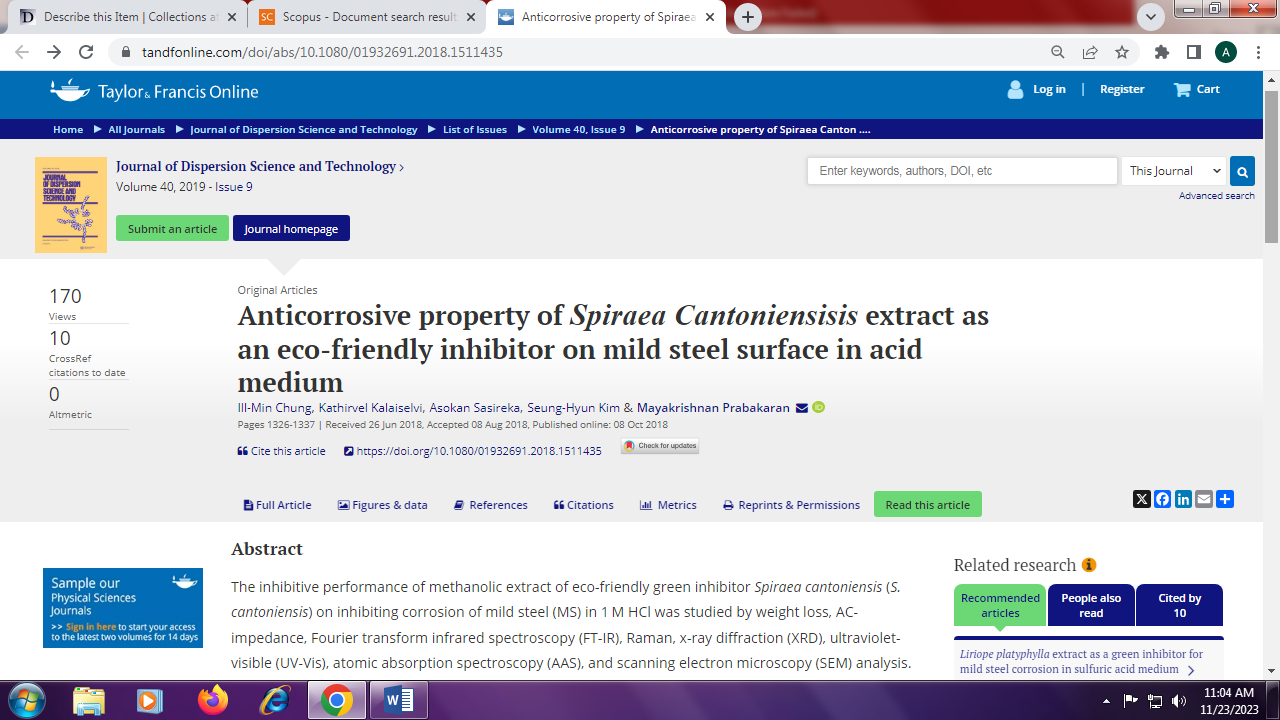 Describe this Item | Collections at
Scopus - Document search result
Anticorrosive property of Spiraea
tandfonline.com/doi/abs/10.1080/01932691.2018.1511435
A
Taylor & Francis Online
Log in | Register Cart
Home All Journals Journal of Dispersion Science and Technology List of Issues Volume 40, Issue 9 Anticorrosive property of Spiraea Canton ....
JOURNAL OF DISPERSION SCIENCE AND TECHNOLOGY
Journal of Dispersion Science and Technology ›
Volume 40, 2019 - Issue 9
Submit an article Journal homepage
Enter keywords, authors, DOI, etc This Journal
Advanced search
170
Views
10
CrossRef
citations to date
0
Altmetric
Original Articles
Anticorrosive property of Spiraea Cantoniensisis extract as
an eco-friendly inhibitor on mild steel surface in acid
medium
Ill-Min Chung, Kathirvel Kalaiselvi, Asokan Sasireka, Seung-Hyun Kim & Mayakrishnan Prabakaran iD
Pages 1326-1337 | Received 26 Jun 2018, Accepted 08 Aug 2018, Published online: 08 Oct 2018
Cite this article https://doi.org/10.1080/01932691.2018.1511435 Check for updates
Full Article Figures & data References Citations Metrics Reprints & Permissions Read this article
Abstract
The inhibitive performance of methanolic extract of eco-friendly green inhibitor Spiraea cantoniensis (S.
cantoniensis) on inhibiting corrosion of mild steel (MS) in 1 M HCl was studied by weight loss, AC-
impedance, Fourier transform infrared spectroscopy (FT-IR), Raman, x-ray diffraction (XRD), ultraviolet-
visible (UV-Vis), atomic absorption spectroscopy (AAS), and scanning electron microscopy (SEM) analysis.
Sample our
Physical Sciences
Journals
>> Sign in here to start your access
to the latest two volumes for 14 days
Related research
Recommended
articles
People also
read
Cited by
10
Liriope platyphylla extract as a green inhibitor for
mild steel corrosion in sulfuric acid medium
11:04 AM
11/23/2023